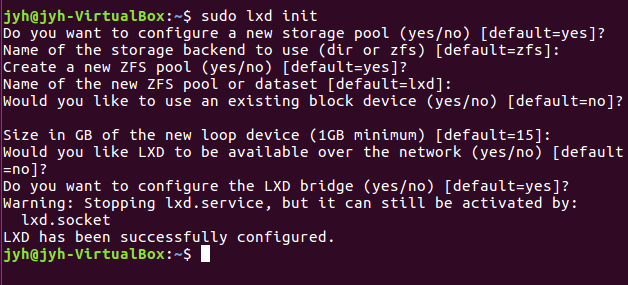 jyh@jyh-VirtualBox:~$ sudo lxd init
Do you want to configure a new storage pool (yes/no) [default=yes]?
Name of the storage backend to use (dir or zfs) [default=zfs]:
Create a new ZFS pool (yes/no) [default=yes]?
Name of the new ZFS pool or dataset [default=lxd]:
Would you like to use an existing block device (yes/no) [default=no]?
Size in GB of the new loop device (1GB minimum) [default=15]:
Would you like LXD to be available over the network (yes/no) [default
=no]?
Do you want to configure the LXD bridge (yes/no) [default=yes]?
Warning: Stopping lxd.service, but it can still be activated by:
  lxd.socket
LXD has been successfully configured.
jyh@jyh-VirtualBox:~$